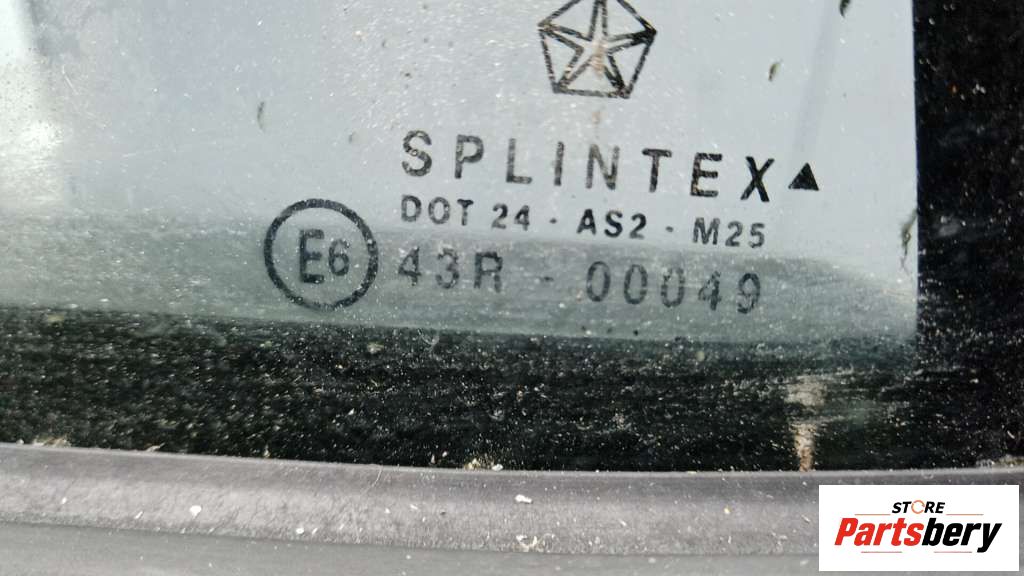 SPLINTEX▲
DOT 24 · AS2 · M25
E6
43R - 00049
STORE
Partsbery